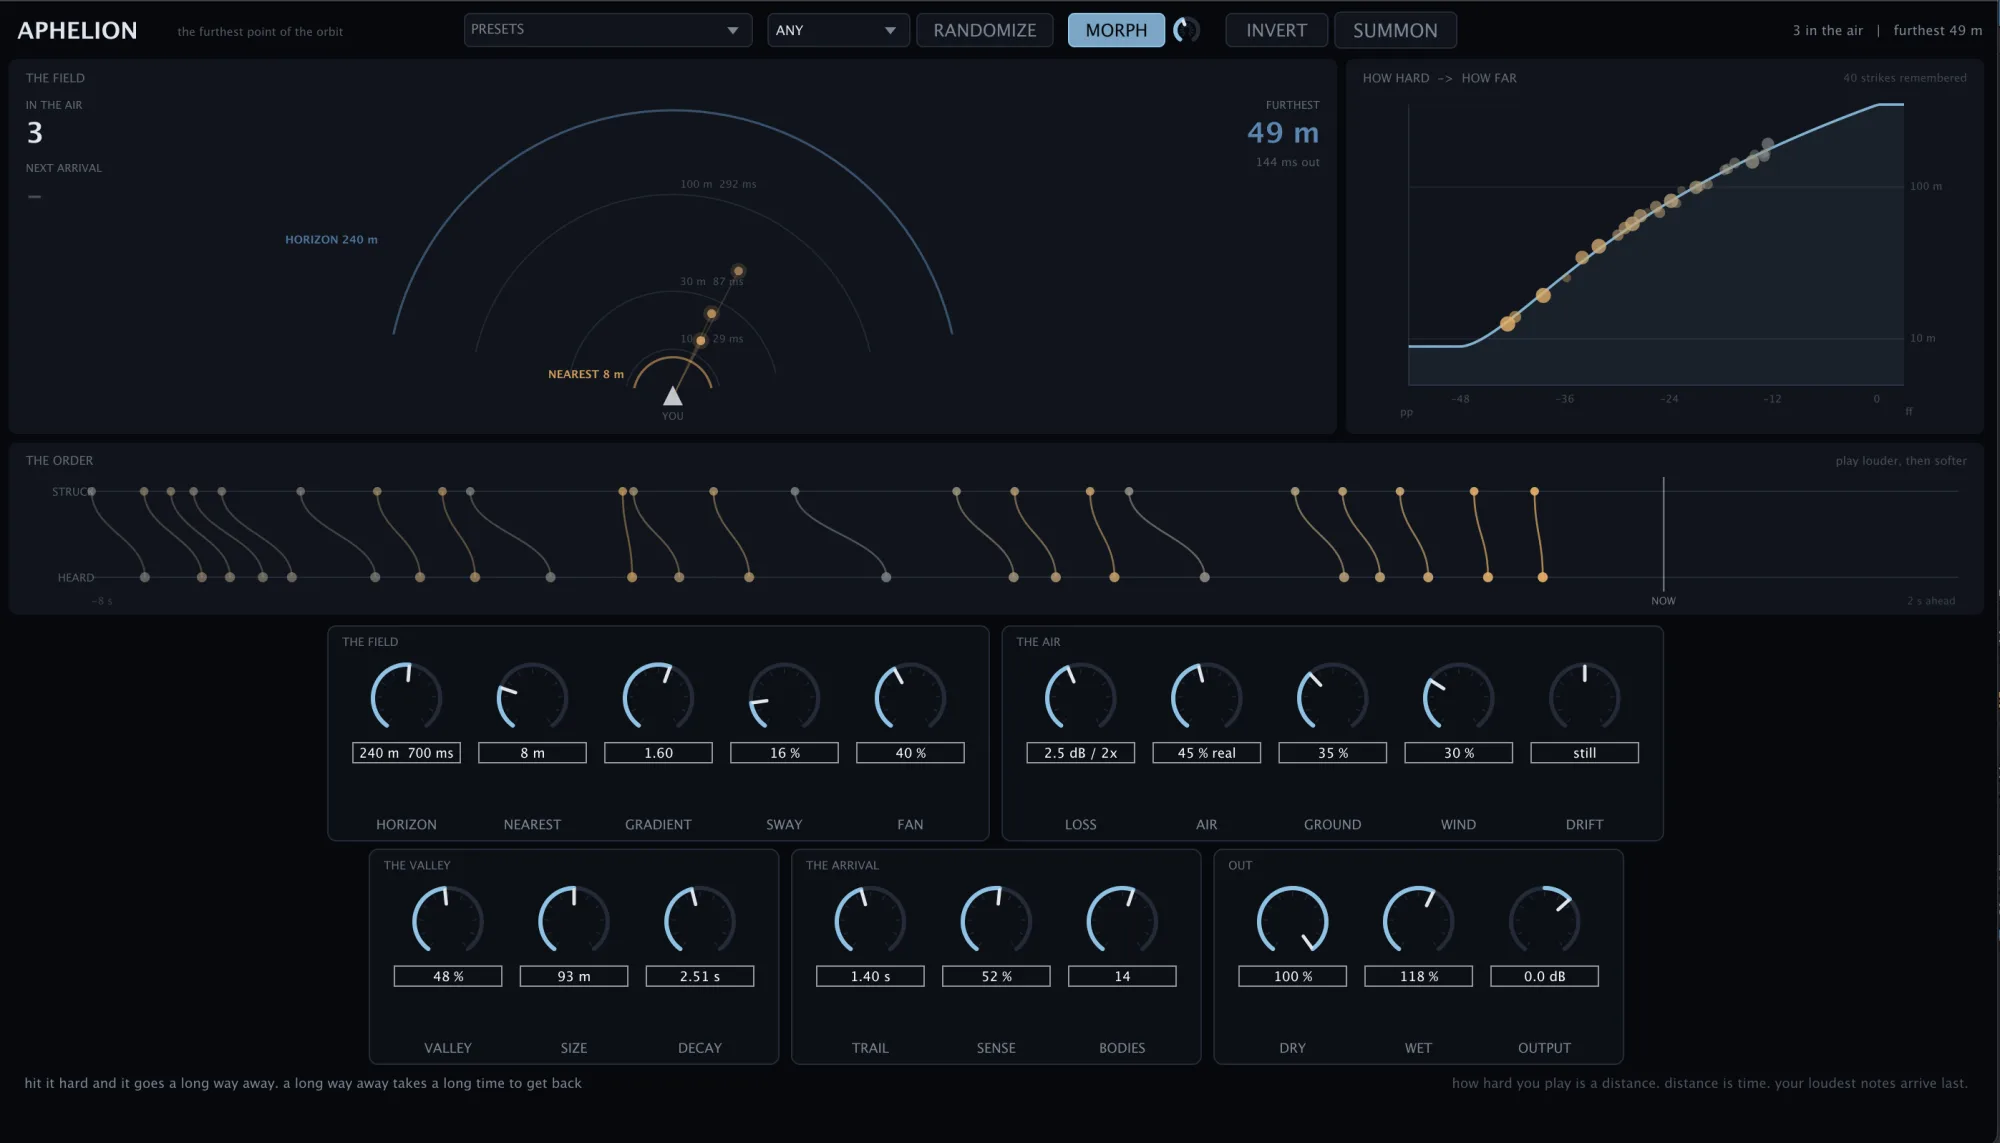 APHELION
the furthest point of the orbit
PRESETS
ANY
RANDOMIZE
MORPH
INVERT
SUMMON
3 in the air | furthest 49 m
THE FIELD
IN THE AIR
3
NEXT ARRIVAL
–
FURTHEST
49 m
144 ms out
100 m 292 ms
HORIZON 240 m
30 m 87 ms
29 ms
NEAREST 8 m
YOU
HOW HARD -> HOW FAR
40 strikes remembered
100 m
10 m
-48 -36 -24 -12 0
pp ff
THE ORDER
play louder, then softer
STRUCK
HEARD
-8 s
NOW
2 s ahead
THE FIELD
240 m 700 ms
8 m
1.60
16 %
40 %
HORIZON
NEAREST
GRADIENT
SWAY
FAN
THE AIR
2.5 dB / 2x
45 % real
35 %
30 %
still
LOSS
AIR
GROUND
WIND
DRIFT
THE VALLEY
48 %
93 m
2.51 s
VALLEY
SIZE
DECAY
THE ARRIVAL
1.40 s
52 %
14
TRAIL
SENSE
BODIES
OUT
100 %
118 %
0.0 dB
DRY
WET
OUTPUT
hit it hard and it goes a long way away. a long way away takes a long time to get back
how hard you play is a distance. distance is time. your loudest notes arrive last.